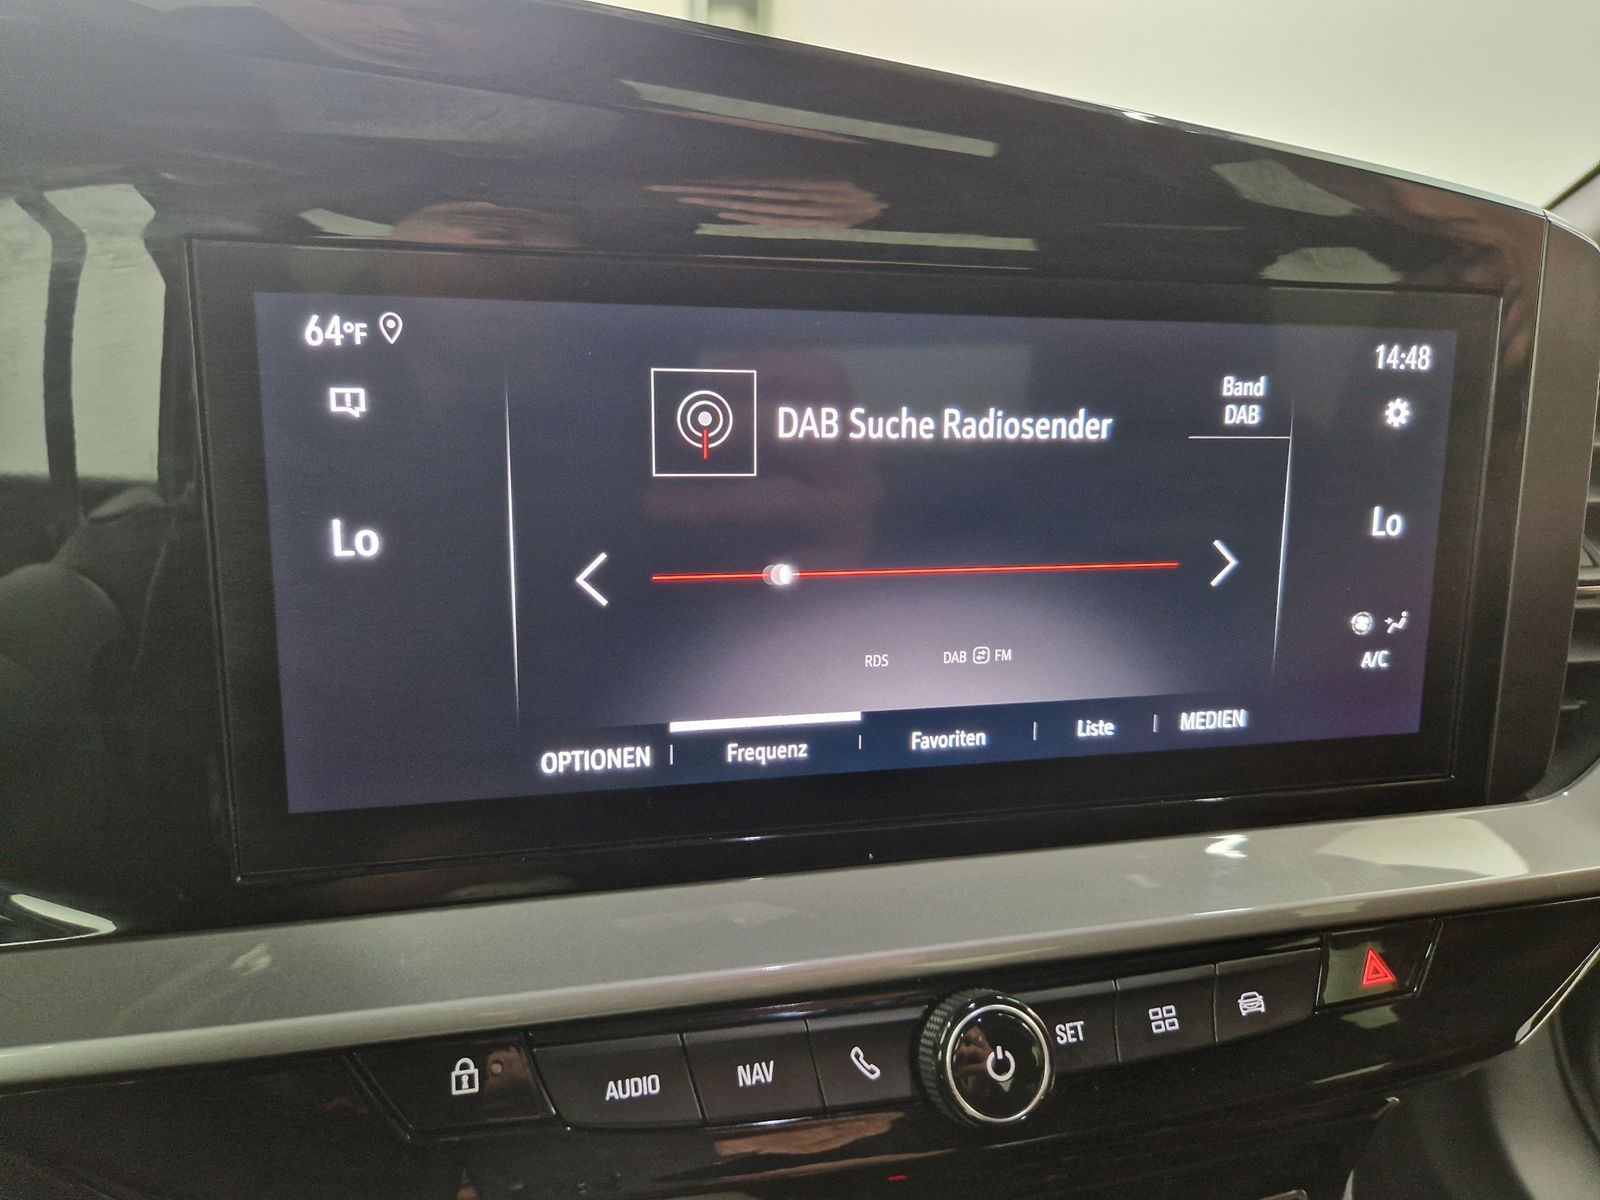 64°F
14:48
DAB Suche Radiosender
Band
DAB
Lo
Lo
RDS
DAB FM
A/C
OPTIONEN
Frequenz
Favoriten
Liste
MEDIEN
AUDIO
NAV
SET